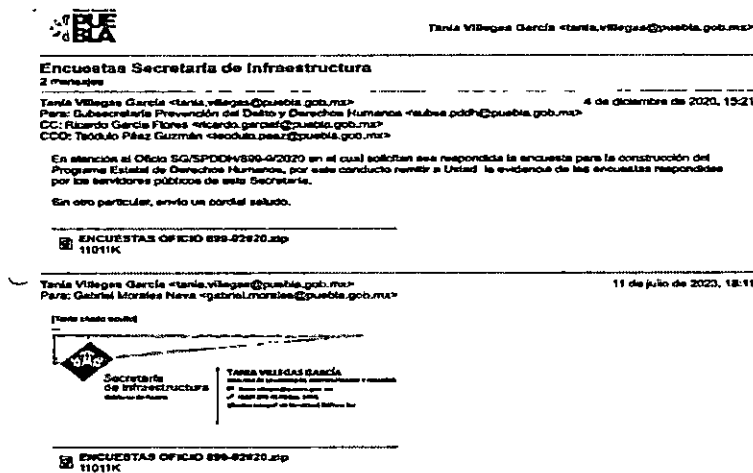 PUE
BLA
Tania Villegas García <tania.villegas@puebla.gob.mx>
Encuestas Secretaría de Infraestructura
2 mensajes
Tania Villegas García <tania.villegas@puebla.gob.mx>
4 de diciembre de 2020, 15:21
Para: Subsecretaria Prevención del Delito y Derechos Humanos <subse.pddh@puebla.gob.mx>
CC: Ricardo García Flores <ricardo.garciaf@puebla.gob.mx>
CCO: Teódulo Páez Guzmán <teodulo.paez@puebla.gob.mx>
En atención al Oficio SG/SPDDH/899-9/2020 en el cual solicitan sea respondida la encuesta para la construcción del
Programa Estatal de Derechos Humanos, por este conducto remitir a Usted la evidencia de las encuestas respondidas
por los servidores públicos de esta Secretaría.
Sin otro particular, envío un cordial saludo.
ENCUESTAS OFICIO 899-92020.zip
11011K
Tania Villegas García <tania.villegas@puebla.gob.mx>
11 de julio de 2023, 18:11
Para: Gabriel Morales Nava <gabriel.morales@puebla.gob.mx>
[Texto citado oculto]
Secretaría
de Infraestructura
Gobierno de Puebla
TANIA VILLEGAS GARCÍA
ENCUESTAS OFICIO 899-92020.zip
11011K